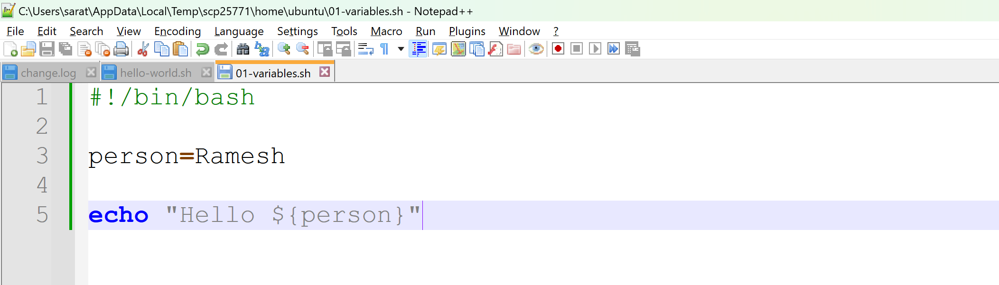 C:\Users\sarat\AppData\Local\Temp\scp25771\home\ubuntu\01-variables.sh - Notepad++
File Edit Search View Encoding Language Settings Tools Macro Run Plugins Window ?
change.log hello-world.sh 01-variables.sh
1 #!/bin/bash
2
3 person=Ramesh
4
5 echo "Hello ${person}"